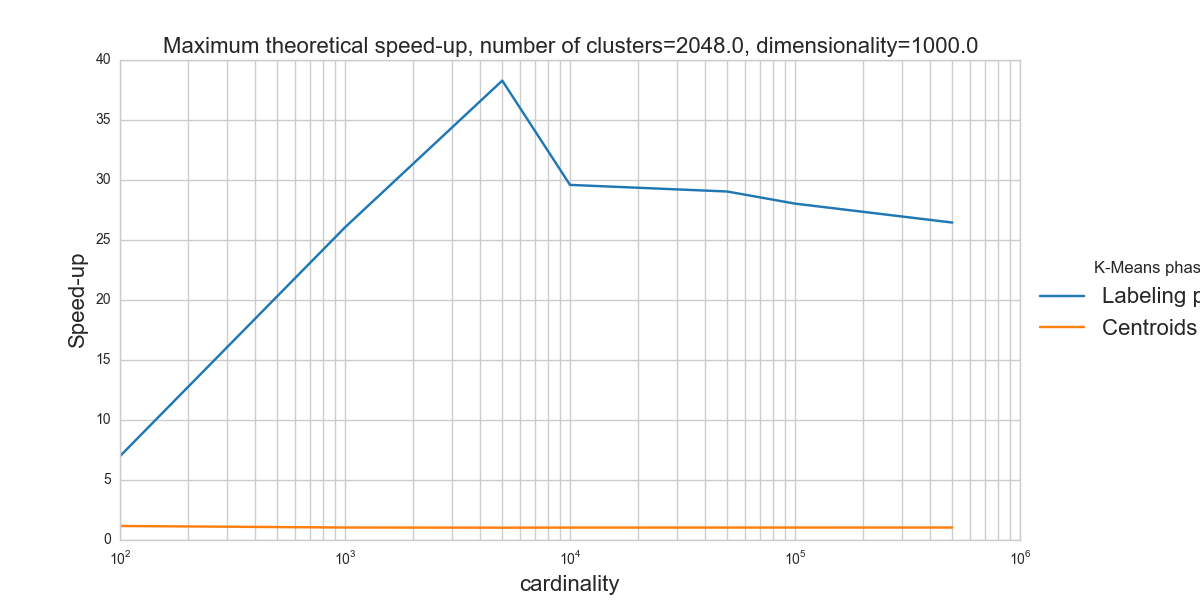 Maximum theoretical speed-up, number of clusters=2048.0, dimensionality=1000.0
40
35
30
25
20
15
10
5
0
Speed-up
10²
10³
10⁴
10⁵
10⁶
cardinality
K-Means phas
Labeling p
Centroids